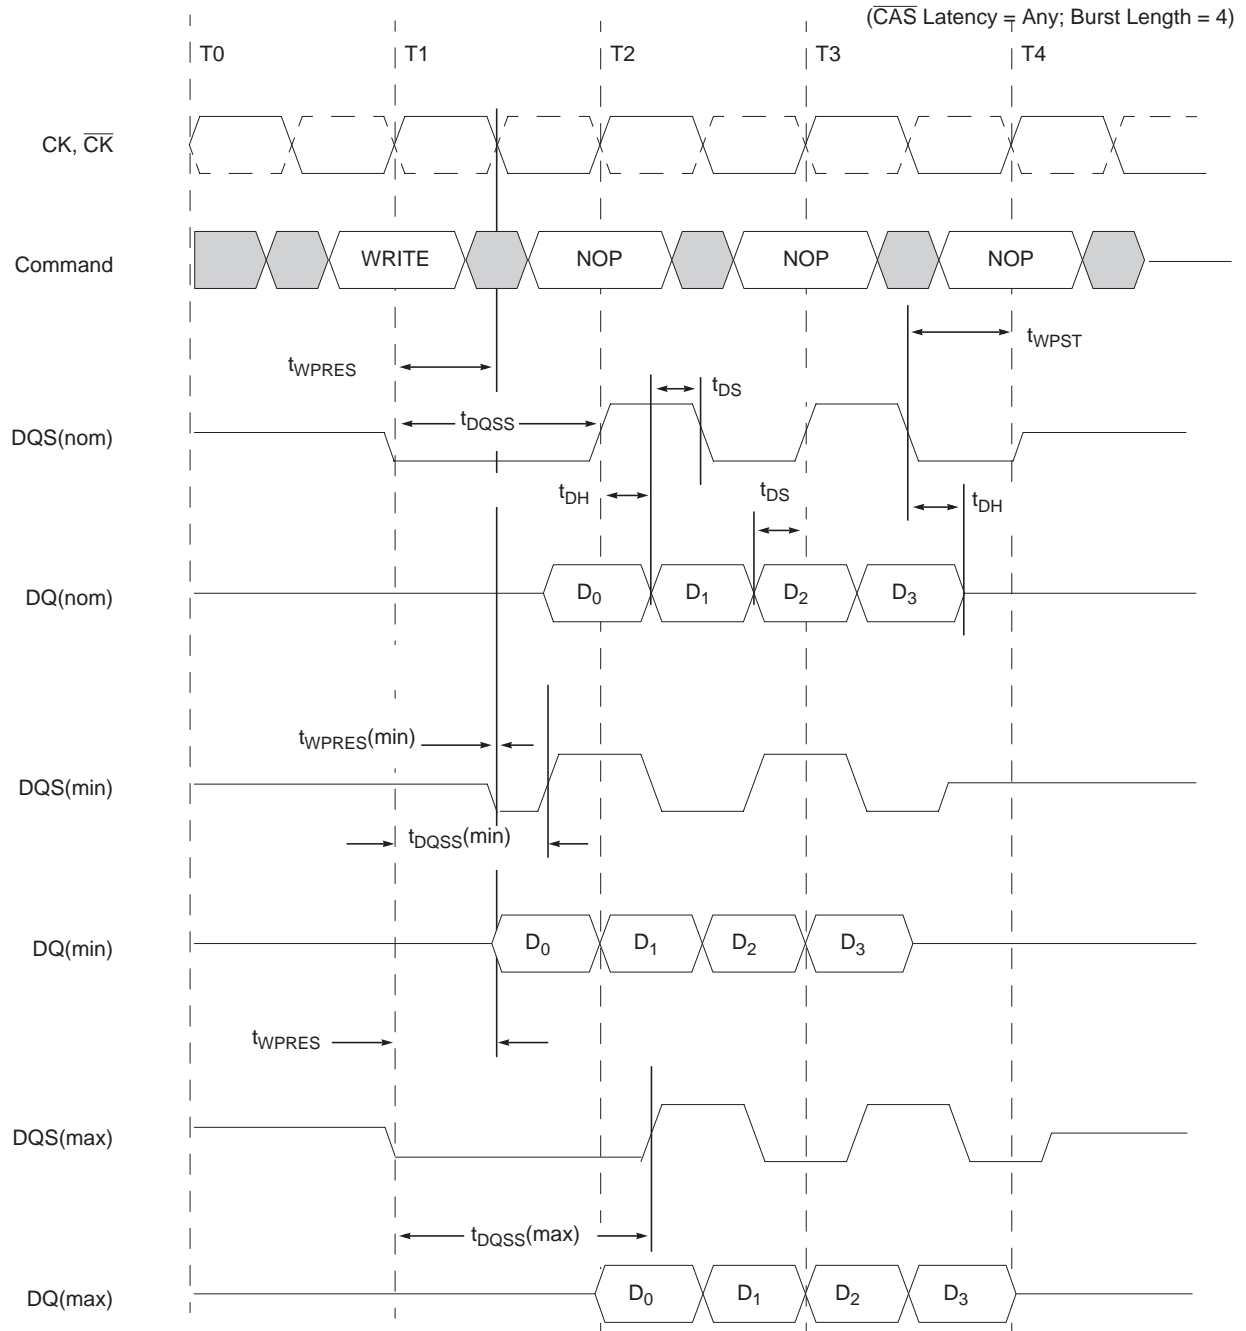 (CAS Latency = Any; Burst Length = 4)
T0 T1 T2 T3 T4
CK, CK
Command WRITE NOP NOP NOP
tWPST
tWPRES
tDS
DQS(nom) tDQSS
tDH tDS tDH
DQ(nom) D0 D1 D2 D3
tWPRES(min)
DQS(min)
tDQSS(min)
DQ(min) D0 D1 D2 D3
tWPRES
DQS(max)
tDQSS(max)
DQ(max) D0 D1 D2 D3